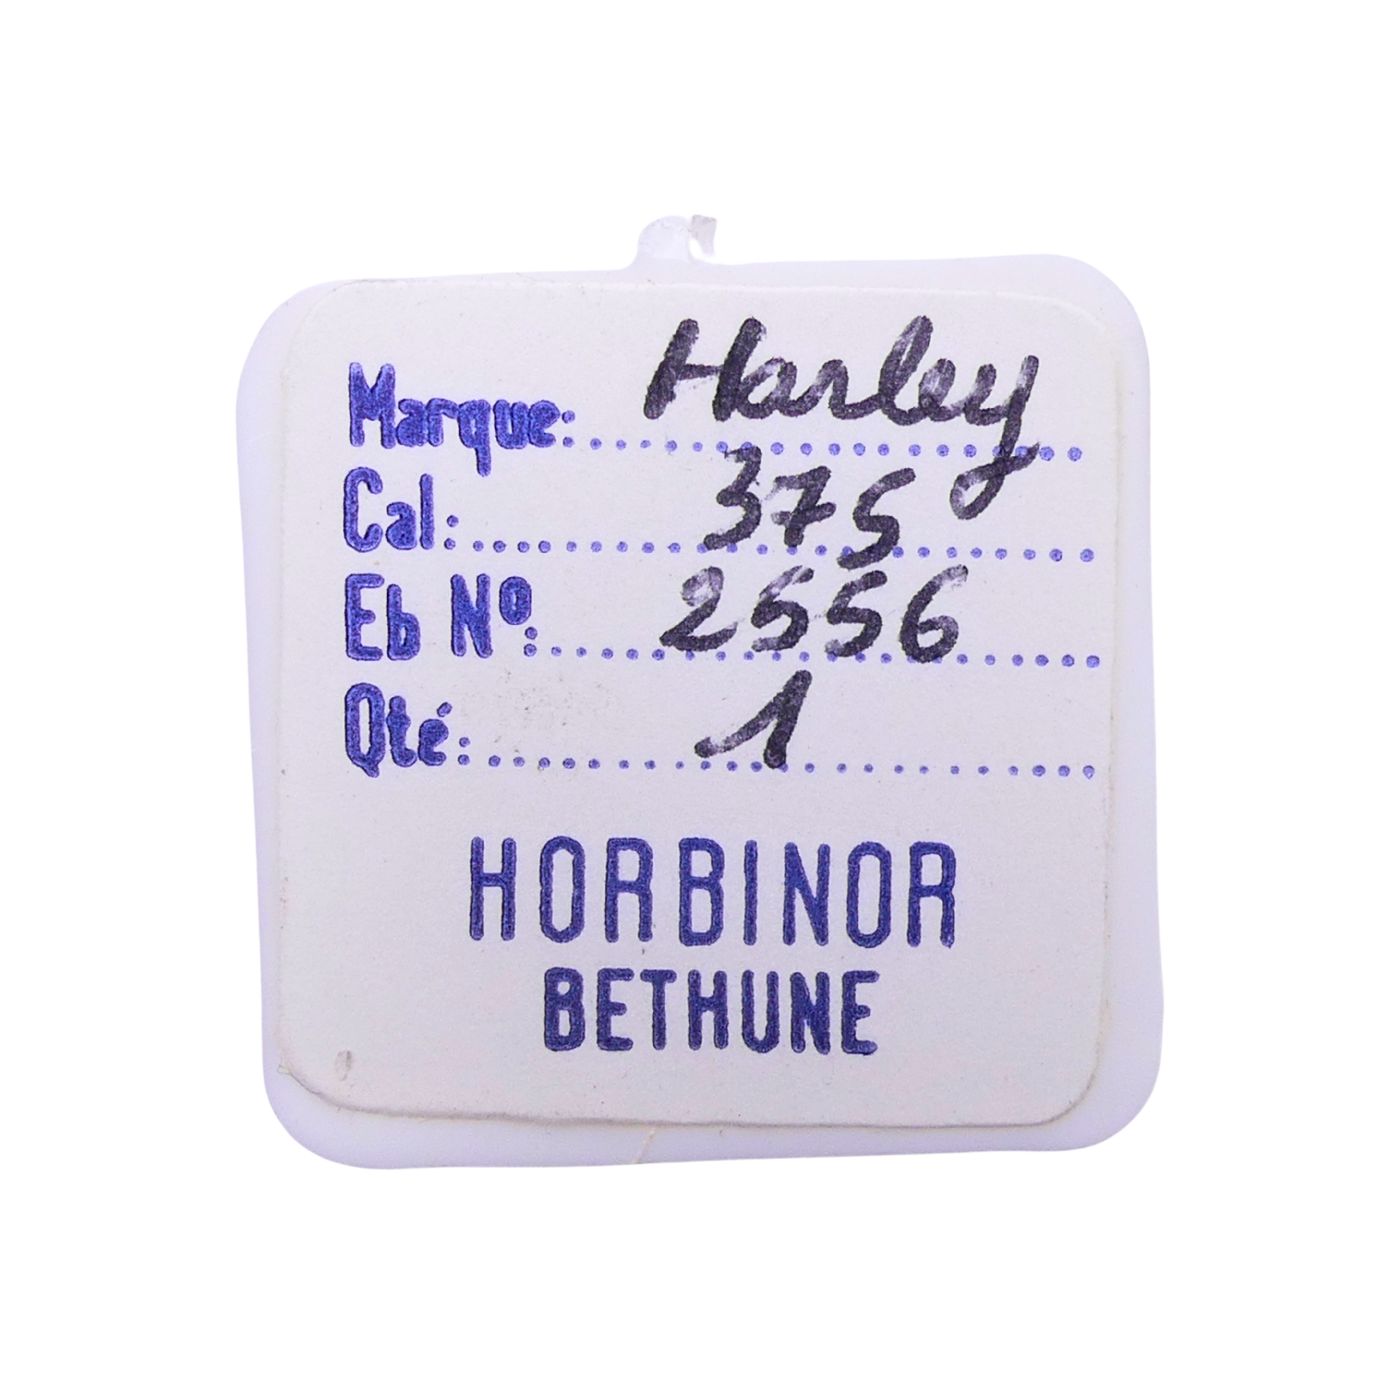 Marque: Harley
Cal: 375
Eb Nº: 2556
Qté: 1
HORBINOR
BETHUNE